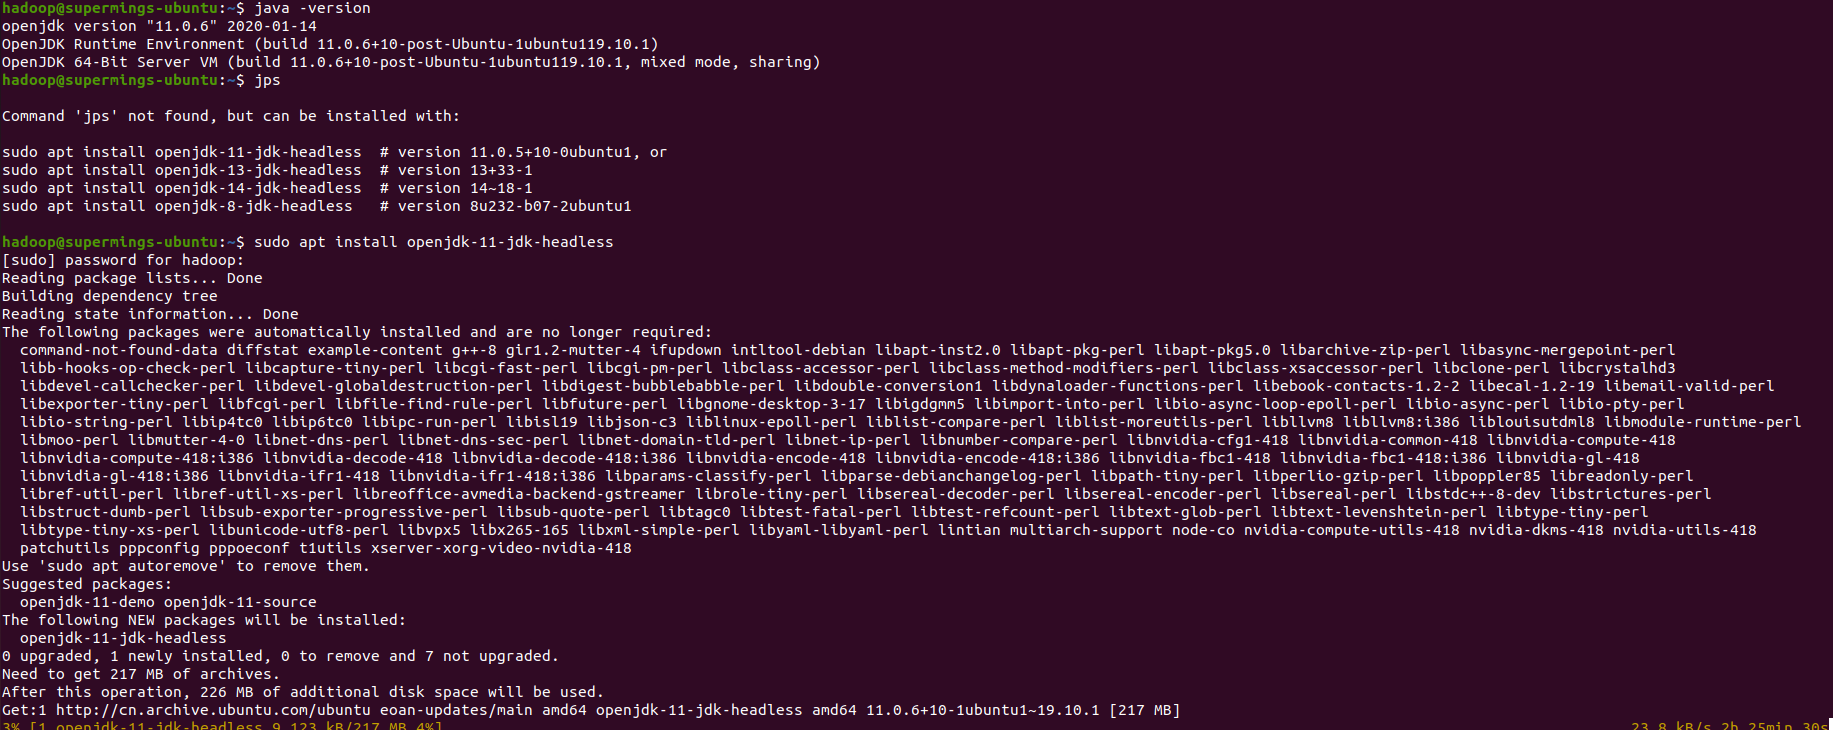 hadoop@supermings-ubuntu:~$ java -version
openjdk version "11.0.6" 2020-01-14
OpenJDK Runtime Environment (build 11.0.6+10-post-Ubuntu-1ubuntu119.10.1)
OpenJDK 64-Bit Server VM (build 11.0.6+10-post-Ubuntu-1ubuntu119.10.1, mixed mode, sharing)
hadoop@supermings-ubuntu:~$ jps
Command 'jps' not found, but can be installed with:
sudo apt install openjdk-11-jdk-headless  # version 11.0.5+10-0ubuntu1, or
sudo apt install openjdk-13-jdk-headless  # version 13+33-1
sudo apt install openjdk-14-jdk-headless  # version 14~18-1
sudo apt install openjdk-8-jdk-headless   # version 8u232-b07-2ubuntu1
hadoop@supermings-ubuntu:~$ sudo apt install openjdk-11-jdk-headless
[sudo] password for hadoop:
Reading package lists... Done
Building dependency tree
Reading state information... Done
The following packages were automatically installed and are no longer required:
  command-not-found-data diffstat example-content g++-8 gir1.2-mutter-4 ifupdown intltool-debian libapt-inst2.0 libapt-pkg-perl libapt-pkg5.0 libarchive-zip-perl libasync-mergepoint-perl
  libb-hooks-op-check-perl libcapture-tiny-perl libcgi-fast-perl libcgi-pm-perl libclass-accessor-perl libclass-method-modifiers-perl libclass-xsaccessor-perl libclone-perl libcrystalhd3
  libdevel-callchecker-perl libdevel-globaldestruction-perl libdigest-bubblebabble-perl libdouble-conversion1 libdynaloader-functions-perl libebook-contacts-1.2-2 libecal-1.2-19 libemail-valid-perl
  libexporter-tiny-perl libfcgi-perl libfile-find-rule-perl libfuture-perl libgnome-desktop-3-17 libigdgmm5 libimport-into-perl libio-async-loop-epoll-perl libio-async-perl libio-pty-perl
  libio-string-perl libip4tc0 libip6tc0 libipc-run-perl libisl19 libjson-c3 liblinux-epoll-perl liblist-compare-perl liblist-moreutils-perl libllvm8 libllvm8:i386 liblouisutdml8 libmodule-runtime-perl
  libmoo-perl libmutter-4-0 libnet-dns-perl libnet-dns-sec-perl libnet-domain-tld-perl libnet-ip-perl libnumber-compare-perl libnvidia-cfg1-418 libnvidia-common-418 libnvidia-compute-418
  libnvidia-compute-418:i386 libnvidia-decode-418 libnvidia-decode-418:i386 libnvidia-encode-418 libnvidia-encode-418:i386 libnvidia-fbc1-418 libnvidia-fbc1-418:i386 libnvidia-gl-418
  libnvidia-gl-418:i386 libnvidia-ifr1-418 libnvidia-ifr1-418:i386 libparams-classify-perl libparse-debianchangelog-perl libpath-tiny-perl libperlio-gzip-perl libpoppler85 libreadonly-perl
  libref-util-perl libref-util-xs-perl libreoffice-avmedia-backend-gstreamer librole-tiny-perl libsereal-decoder-perl libsereal-encoder-perl libsereal-perl libstdc++-8-dev libstrictures-perl
  libstruct-dumb-perl libsub-exporter-progressive-perl libsub-quote-perl libtagc0 libtest-fatal-perl libtest-refcount-perl libtext-glob-perl libtext-levenshtein-perl libtype-tiny-perl
  libtype-tiny-xs-perl libunicode-utf8-perl libvpx5 libx265-165 libxml-simple-perl libyaml-libyaml-perl lintian multiarch-support node-co nvidia-compute-utils-418 nvidia-dkms-418 nvidia-utils-418
  patchutils pppconfig pppoeconf t1utils xserver-xorg-video-nvidia-418
Use 'sudo apt autoremove' to remove them.
Suggested packages:
  openjdk-11-demo openjdk-11-source
The following NEW packages will be installed:
  openjdk-11-jdk-headless
0 upgraded, 1 newly installed, 0 to remove and 7 not upgraded.
Need to get 217 MB of archives.
After this operation, 226 MB of additional disk space will be used.
Get:1 http://cn.archive.ubuntu.com/ubuntu eoan-updates/main amd64 openjdk-11-jdk-headless amd64 11.0.6+10-1ubuntu1~19.10.1 [217 MB]
3% [1 openjdk-11-jdk-headless 9,123 kB/217 MB 4%] 23.8 kB/s 2h 25min 30s